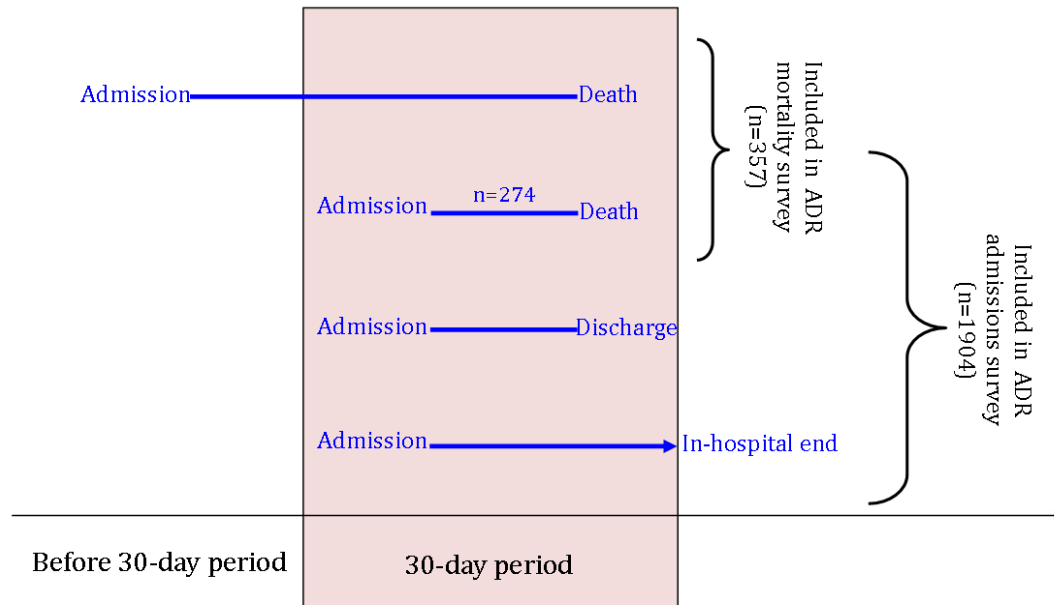 Admission
Death
n=274
Admission
Death
Admission
Discharge
Admission
In-hospital end
Included in ADR
mortality survey
(n=357)
Included in ADR
admissions survey
(n=1904)
Before 30-day period
30-day period